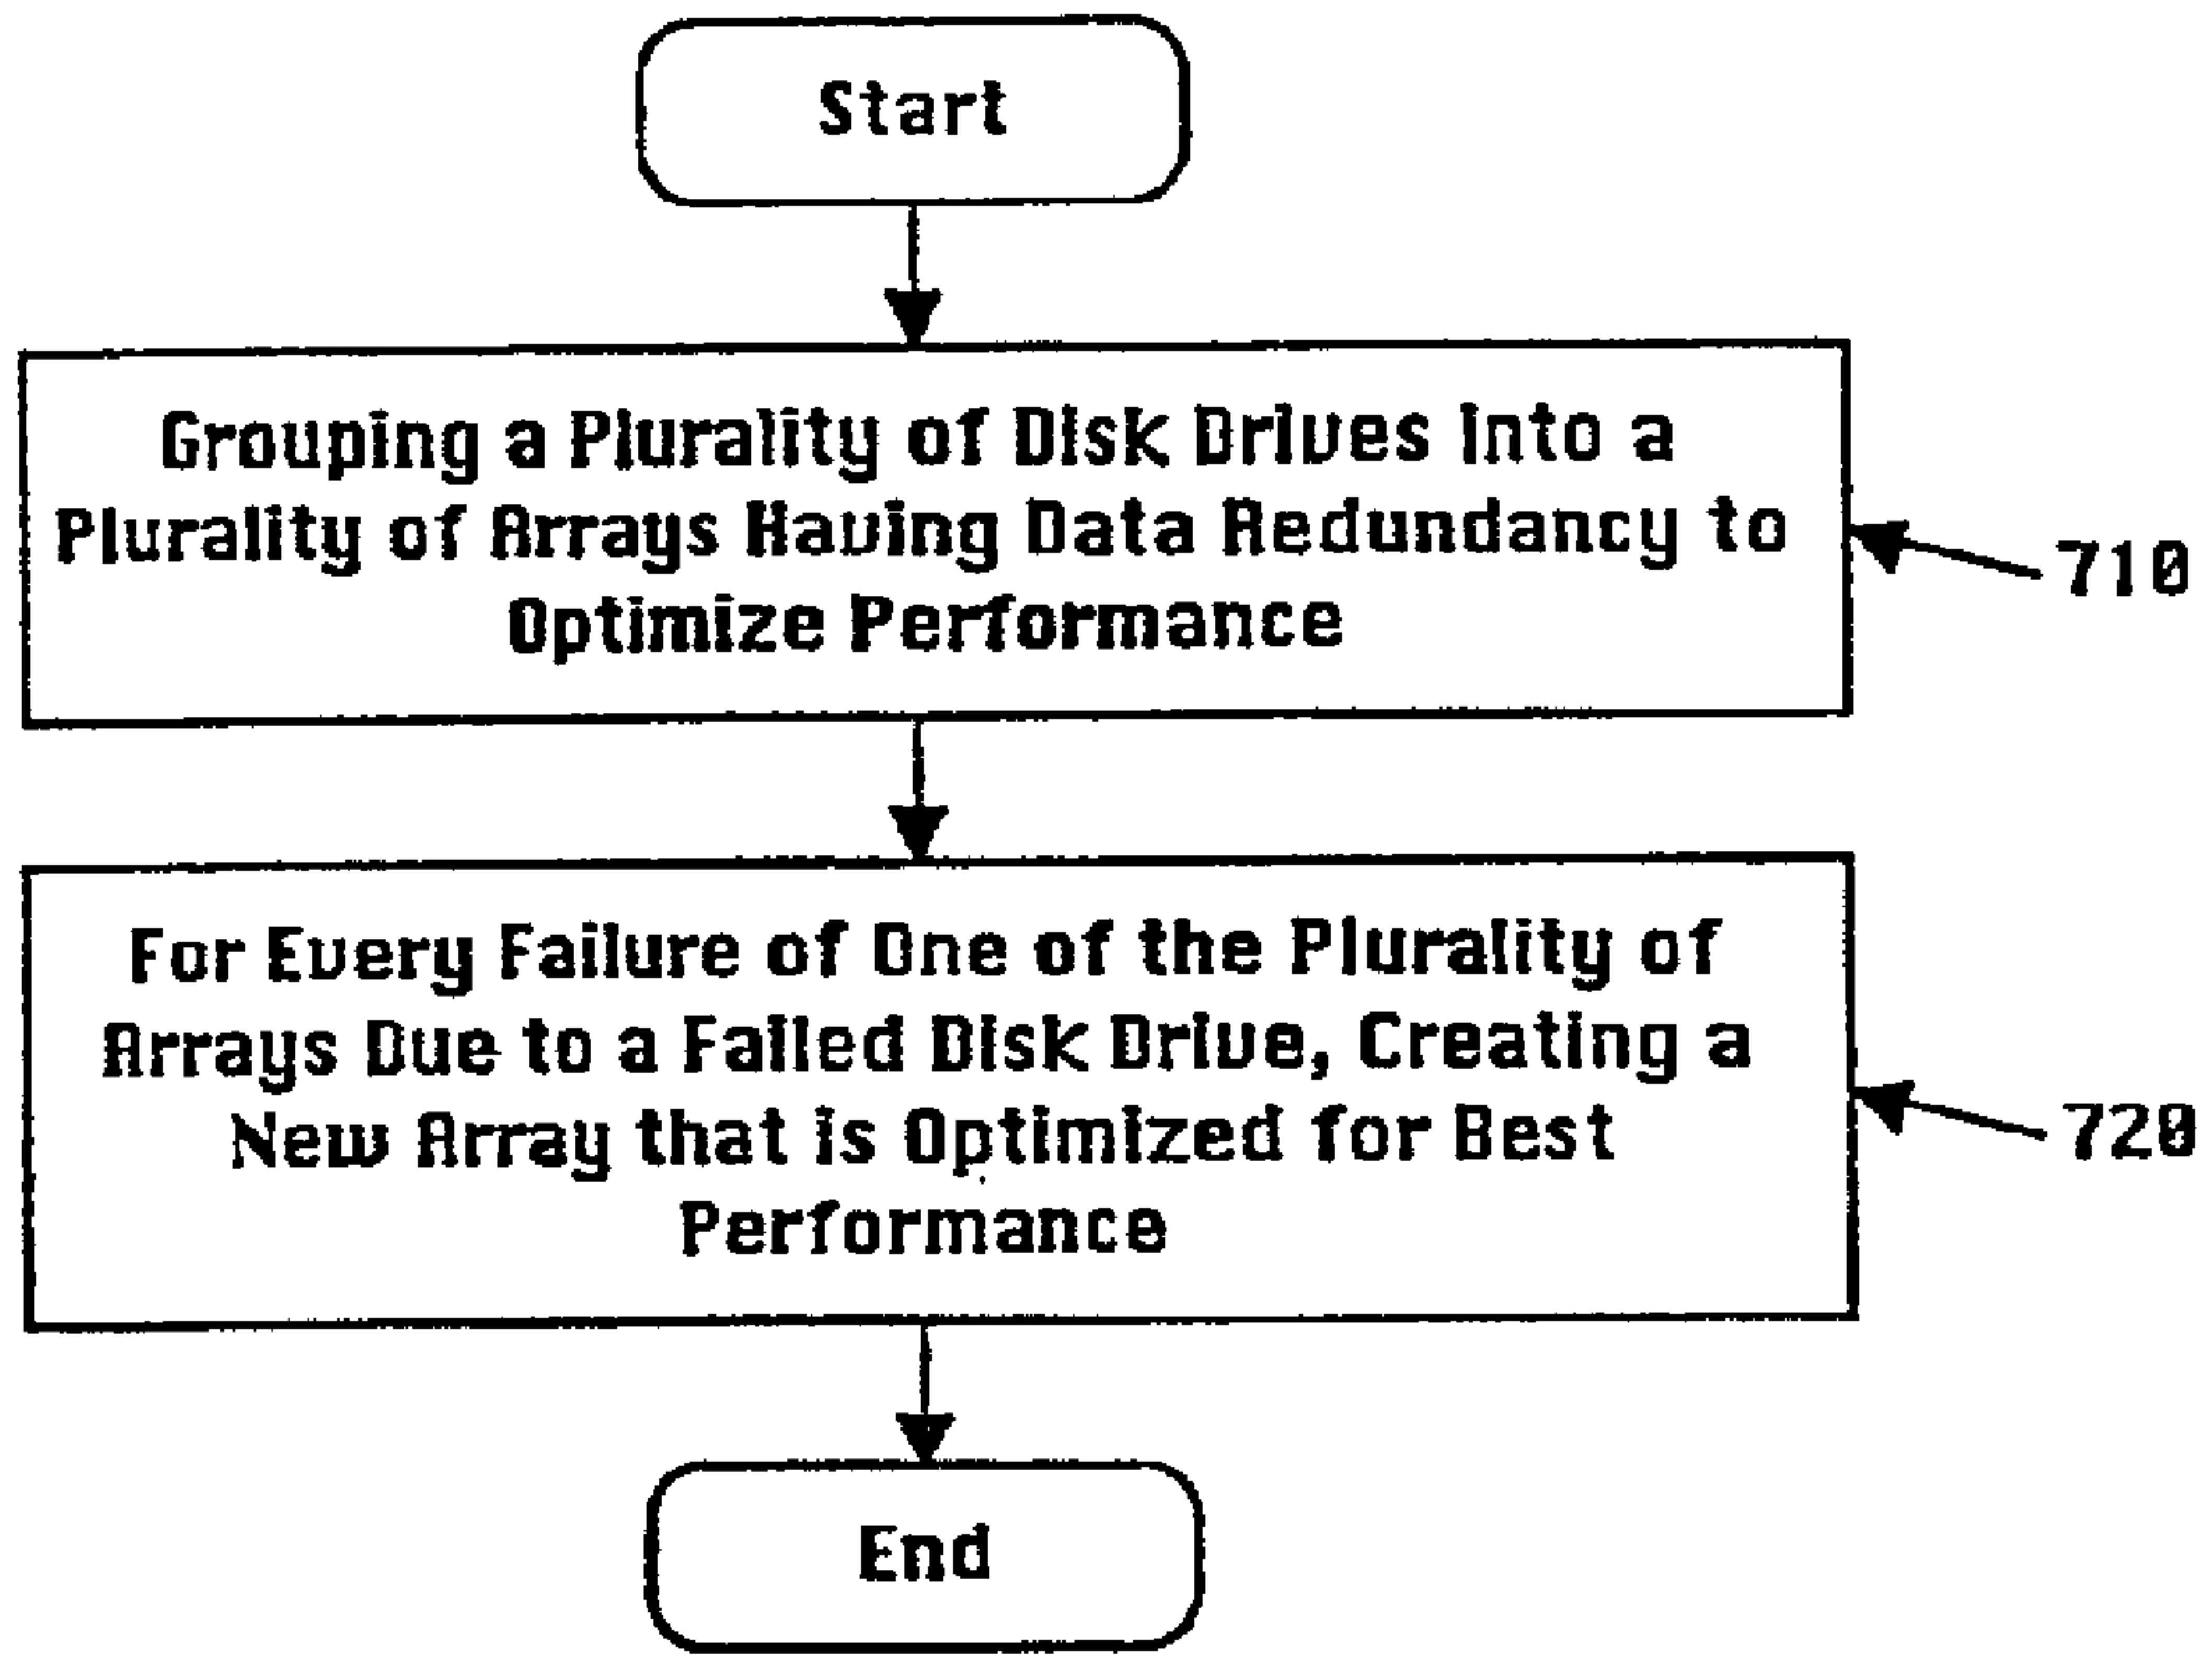 Start
Grouping a Plurality of Disk Drives Into a
Plurality of Arrays Having Data Redundancy to
Optimize Performance
710
For Every Failure of One of the Plurality of
Arrays Due to a Failed Disk Drive, Creating a
New Array that is Optimized for Best
Performance
720
End